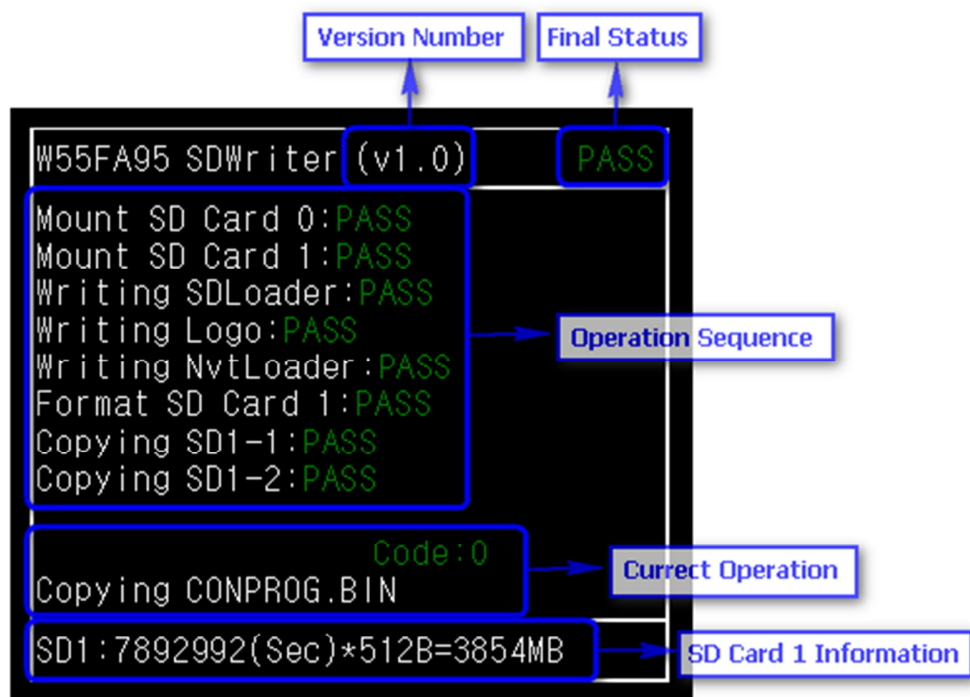 Version Number
Final Status
W55FA95 SDWriter (v1.0) PASS
Mount SD Card 0:PASS
Mount SD Card 1:PASS
Writing SDLoader:PASS
Writing Logo:PASS
Writing NvtLoader:PASS
Format SD Card 1:PASS
Copying SD1-1:PASS
Copying SD1-2:PASS
Operation Sequence
Code:0
Copying CONPROG.BIN
Currect Operation
SD1:7892992(Sec)*512B=3854MB
SD Card 1 Information